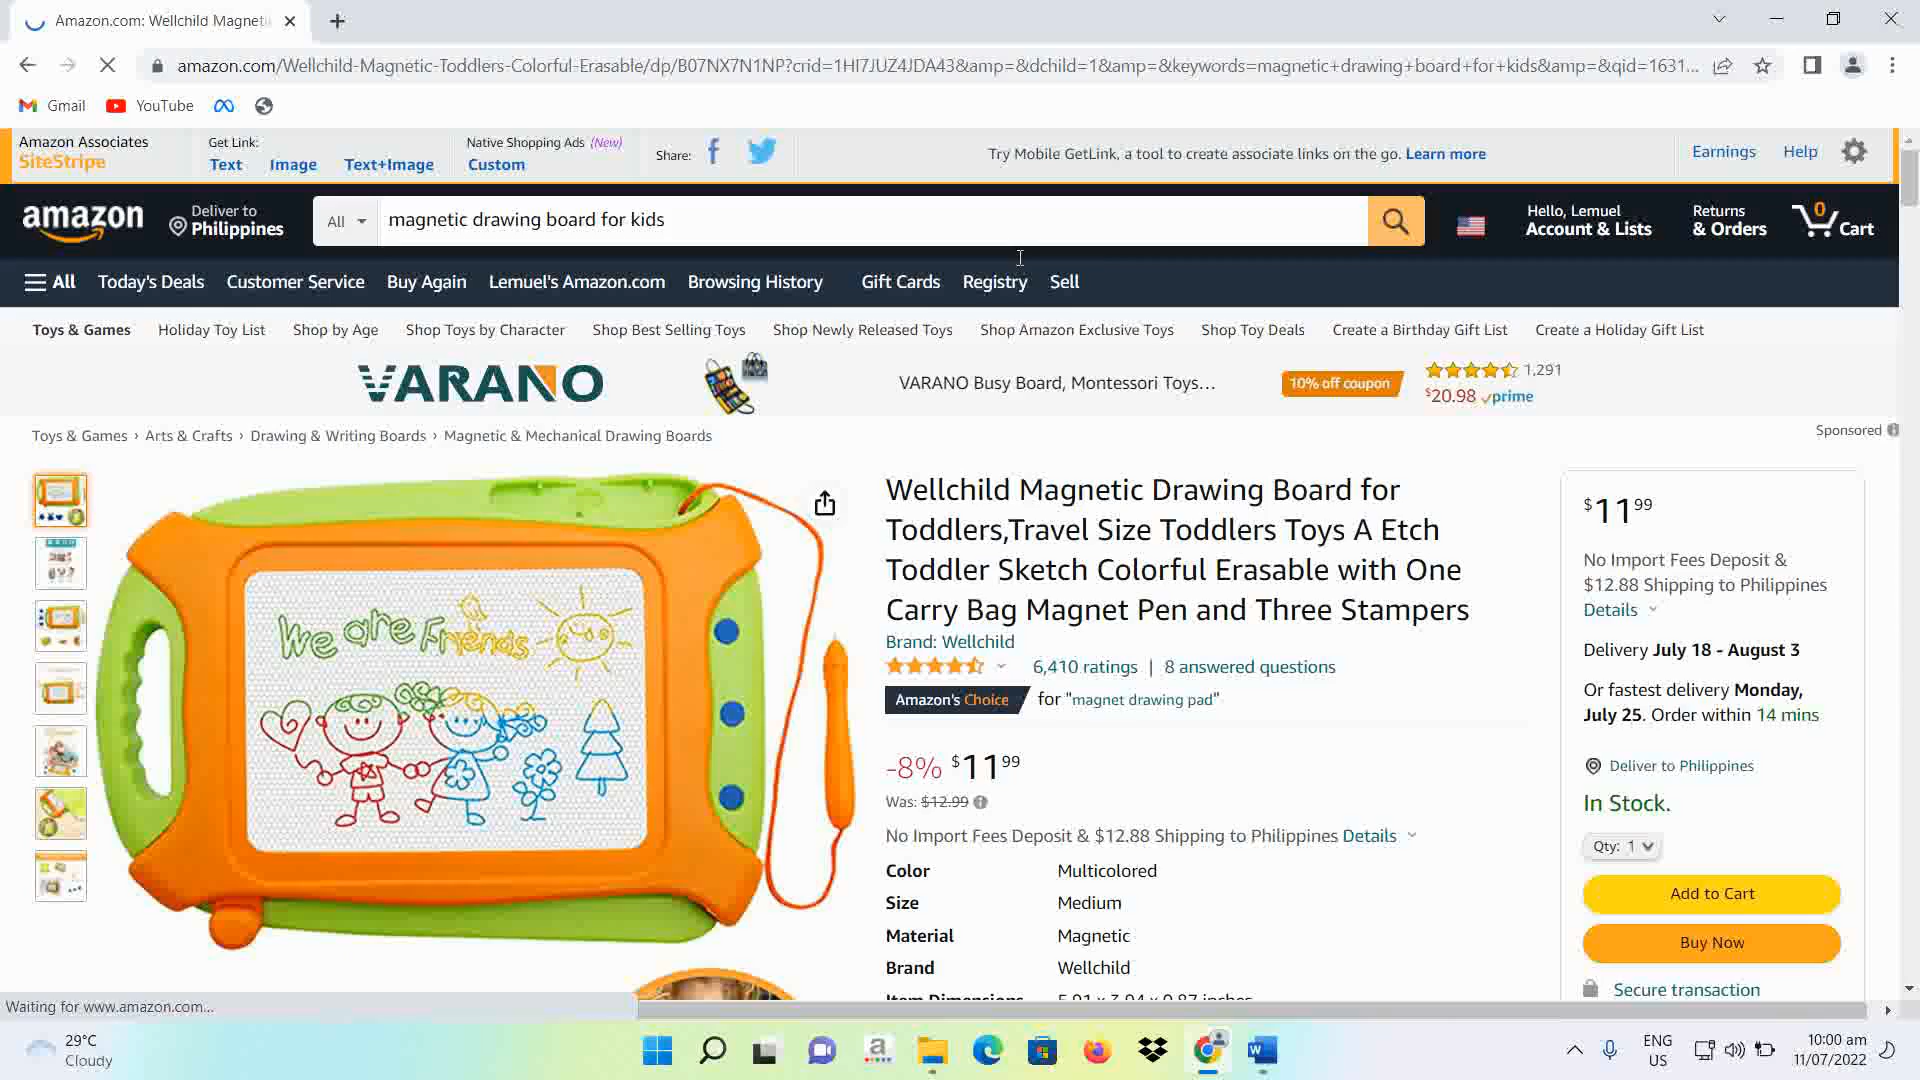 Amazon.com: Wellchild Magneti
amazon.com/Wellchild-Magnetic-Toddlers-Colorful-Erasable/dp/B07NX7N1NP?crid=1HI7JUZ4JDA43&amp=&dchild=1&amp=&keywords=magnetic+drawing+board+for+kids&amp=&qid=1631...
Gmail YouTube
Amazon Associates
SiteStripe
Get Link:
Text Image Text+Image
Native Shopping Ads (New)
Custom
Share:
Try Mobile GetLink, a tool to create associate links on the go. Learn more
Earnings Help
amazon
Deliver to
Philippines
All magnetic drawing board for kids
Hello, Lemuel
Account & Lists
Returns
& Orders
0
Cart
All Today's Deals Customer Service Buy Again Lemuel's Amazon.com Browsing History Gift Cards Registry Sell
Toys & Games Holiday Toy List Shop by Age Shop Toys by Character Shop Best Selling Toys Shop Newly Released Toys Shop Amazon Exclusive Toys Shop Toy Deals Create a Birthday Gift List Create a Holiday Gift List
VARANO
VARANO Busy Board, Montessori Toys...
10% off coupon
1,291
$20.98 prime
Toys & Games › Arts & Crafts › Drawing & Writing Boards › Magnetic & Mechanical Drawing Boards
Sponsored
We are Friends
Wellchild Magnetic Drawing Board for
Toddlers,Travel Size Toddlers Toys A Etch
Toddler Sketch Colorful Erasable with One
Carry Bag Magnet Pen and Three Stampers
Brand: Wellchild
6,410 ratings | 8 answered questions
Amazon's Choice for "magnet drawing pad"
-8% $11 99
Was: $12.99
No Import Fees Deposit & $12.88 Shipping to Philippines Details
Color Multicolored
Size Medium
Material Magnetic
Brand Wellchild
Item Dimensions 5.91 x 3.94 x 0.87 inches
$11 99
No Import Fees Deposit &
$12.88 Shipping to Philippines
Details
Delivery July 18 - August 3
Or fastest delivery Monday,
July 25. Order within 14 mins
Deliver to Philippines
In Stock.
Qty: 1
Add to Cart
Buy Now
Secure transaction
Waiting for www.amazon.com...
29°C
Cloudy
ENG
US
10:00 am
11/07/2022